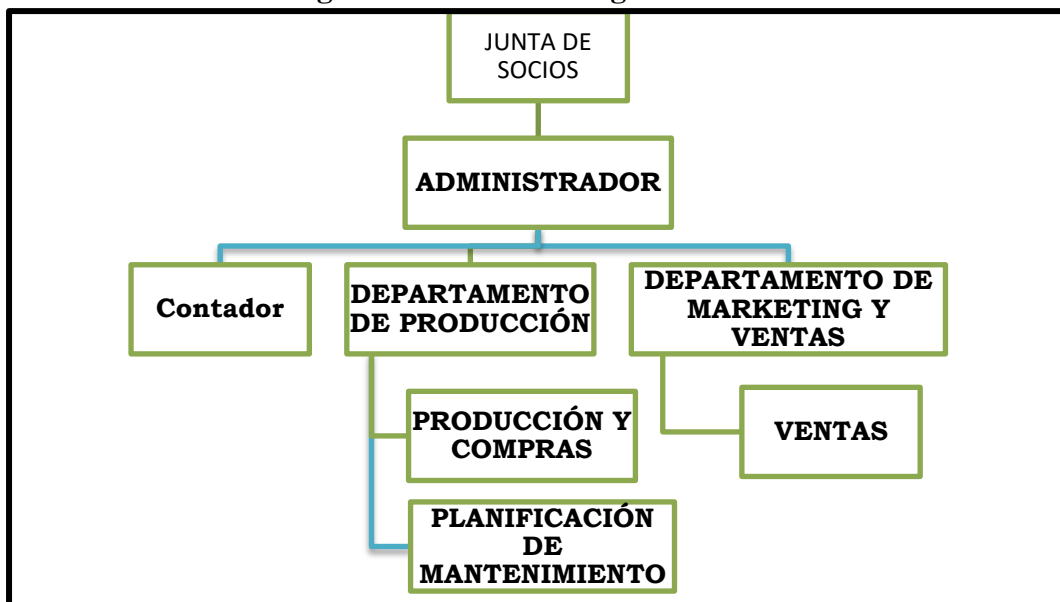 JUNTA DE
SOCIOS
ADMINISTRADOR
Contador
DEPARTAMENTO
DE PRODUCCIÓN
DEPARTAMENTO DE
MARKETING Y
VENTAS
PRODUCCIÓN Y
COMPRAS
VENTAS
PLANIFICACIÓN
DE
MANTENIMIENTO